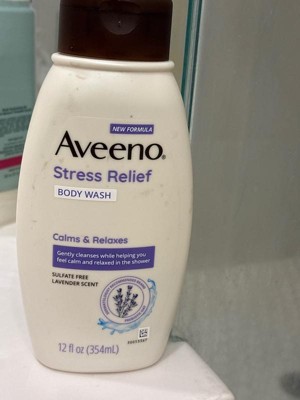 NEW FORMULA
Aveeno®
Stress Relief
BODY WASH
Calms & Relaxes
Gently cleanses while helping you
feel calm and relaxed in the shower
SULFATE FREE
LAVENDER SCENT
12 fl oz (354mL)